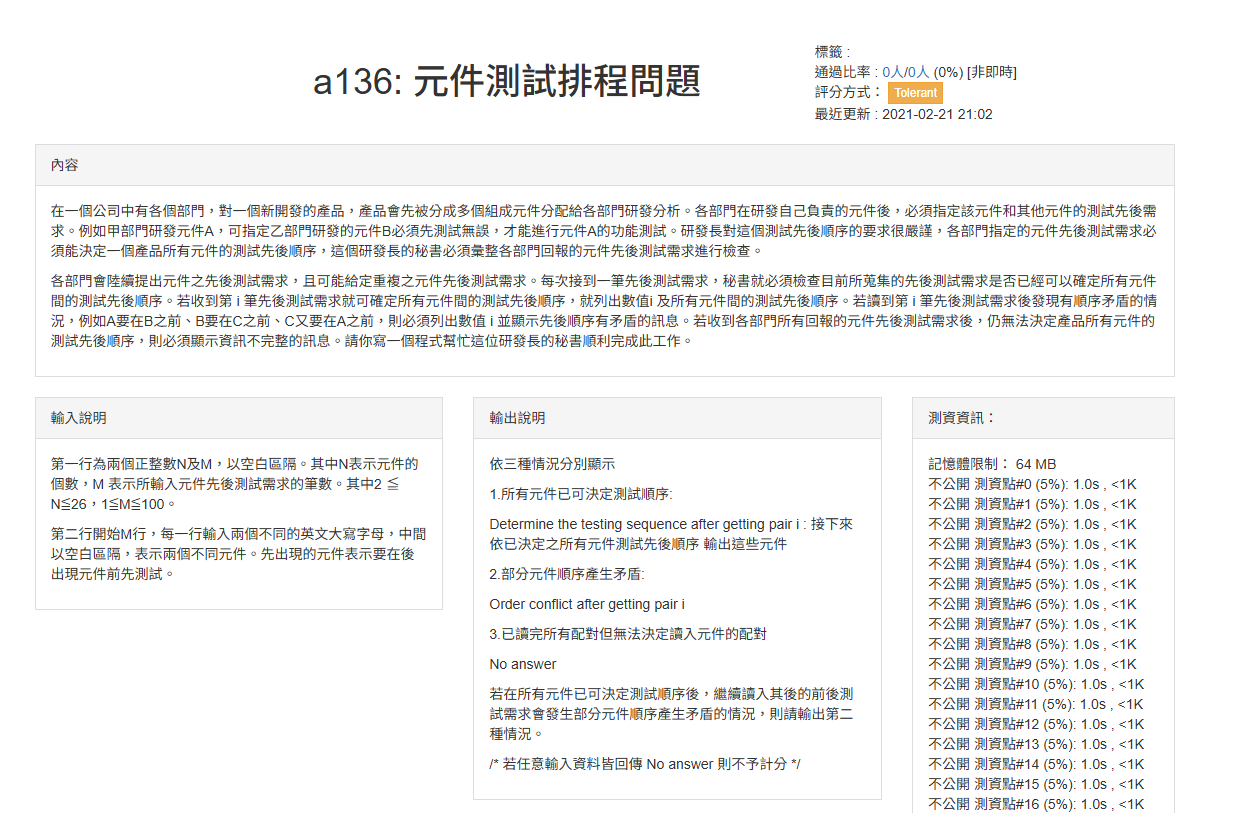 a136: 元件測試排程問題
標籤 :
通過比率 : 0人/0人 (0%) [非即時]
評分方式： Tolerant
最近更新 : 2021-02-21 21:02
內容
在一個公司中有各個部門，對一個新開發的產品，產品會先被分成多個組成元件分配給各部門研發分析。各部門在研發自己負責的元件後，必須指定該元件和其他元件的測試先後需
求。例如甲部門研發元件A，可指定乙部門研發的元件B必須先測試無誤，才能進行元件A的功能測試。研發長對這個測試先後順序的要求很嚴謹，各部門指定的元件先後測試需求必
須能決定一個產品所有元件的測試先後順序，這個研發長的秘書必須彙整各部門回報的元件先後測試需求進行檢查。
各部門會陸續提出元件之先後測試需求，且可能給定重複之元件先後測試需求。每次接到一筆先後測試需求，秘書就必須檢查目前所蒐集的先後測試需求是否已經可以確定所有元件
間的測試先後順序。若收到第 i 筆先後測試需求就可確定所有元件間的測試先後順序，就列出數值i 及所有元件間的測試先後順序。若讀到第 i 筆先後測試需求後發現有順序矛盾的情
況，例如A要在B之前、B要在C之前、C又要在A之前，則必須列出數值 i 並顯示先後順序有矛盾的訊息。若收到各部門所有回報的元件先後測試需求後，仍無法決定產品所有元件的
測試先後順序，則必須顯示資訊不完整的訊息。請你寫一個程式幫忙這位研發長的秘書順利完成此工作。
輸入說明
第一行為兩個正整數N及M，以空白區隔。其中N表示元件的
個數，M 表示所輸入元件先後測試需求的筆數。其中2 ≦
N≦26，1≦M≦100。
第二行開始M行，每一行輸入兩個不同的英文大寫字母，中間
以空白區隔，表示兩個不同元件。先出現的元件表示要在後
出現元件前先測試。
輸出說明
依三種情況分別顯示
1.所有元件已可決定測試順序:
Determine the testing sequence after getting pair i : 接下來
依已決定之所有元件測試先後順序 輸出這些元件
2.部分元件順序產生矛盾:
Order conflict after getting pair i
3.已讀完所有配對但無法決定讀入元件的配對
No answer
若在所有元件已可決定測試順序後，繼續讀入其後的前後測
試需求會發生部分元件順序產生矛盾的情況，則請輸出第二
種情況。
/* 若任意輸入資料皆回傳 No answer 則不予計分 */
測資資訊：
記憶體限制： 64 MB
不公開 測資點#0 (5%): 1.0s , <1K
不公開 測資點#1 (5%): 1.0s , <1K
不公開 測資點#2 (5%): 1.0s , <1K
不公開 測資點#3 (5%): 1.0s , <1K
不公開 測資點#4 (5%): 1.0s , <1K
不公開 測資點#5 (5%): 1.0s , <1K
不公開 測資點#6 (5%): 1.0s , <1K
不公開 測資點#7 (5%): 1.0s , <1K
不公開 測資點#8 (5%): 1.0s , <1K
不公開 測資點#9 (5%): 1.0s , <1K
不公開 測資點#10 (5%): 1.0s , <1K
不公開 測資點#11 (5%): 1.0s , <1K
不公開 測資點#12 (5%): 1.0s , <1K
不公開 測資點#13 (5%): 1.0s , <1K
不公開 測資點#14 (5%): 1.0s , <1K
不公開 測資點#15 (5%): 1.0s , <1K
不公開 測資點#16 (5%): 1.0s , <1K